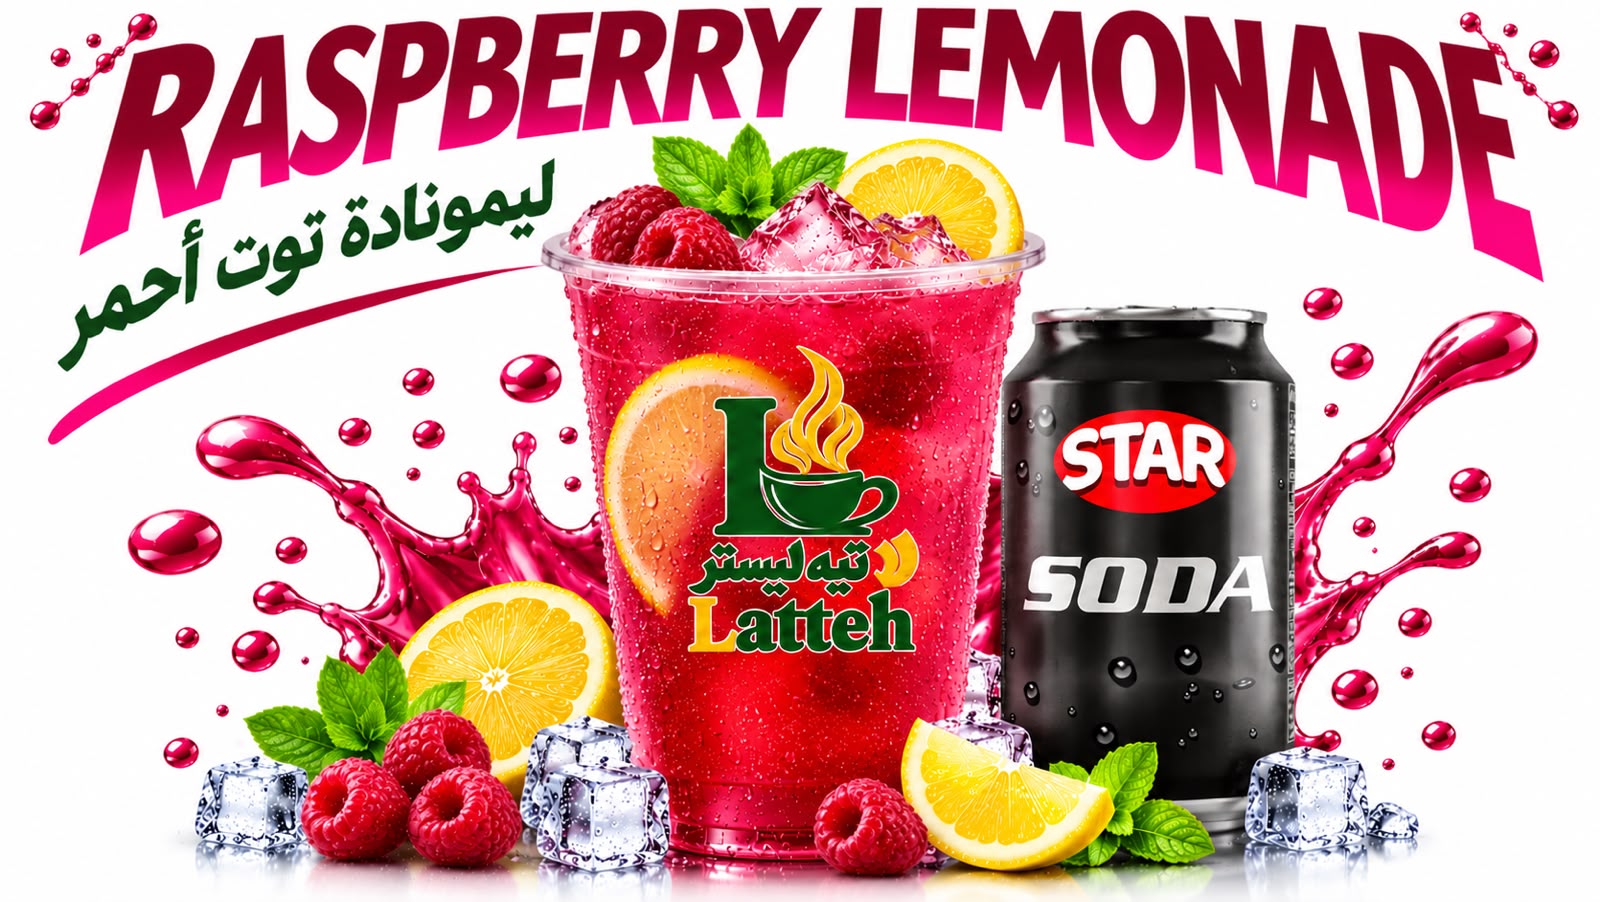 RASPBERRY LEMONADE
ليمونادة توت أحمر
L
تيه ليستر
Latteh
STAR
SODA